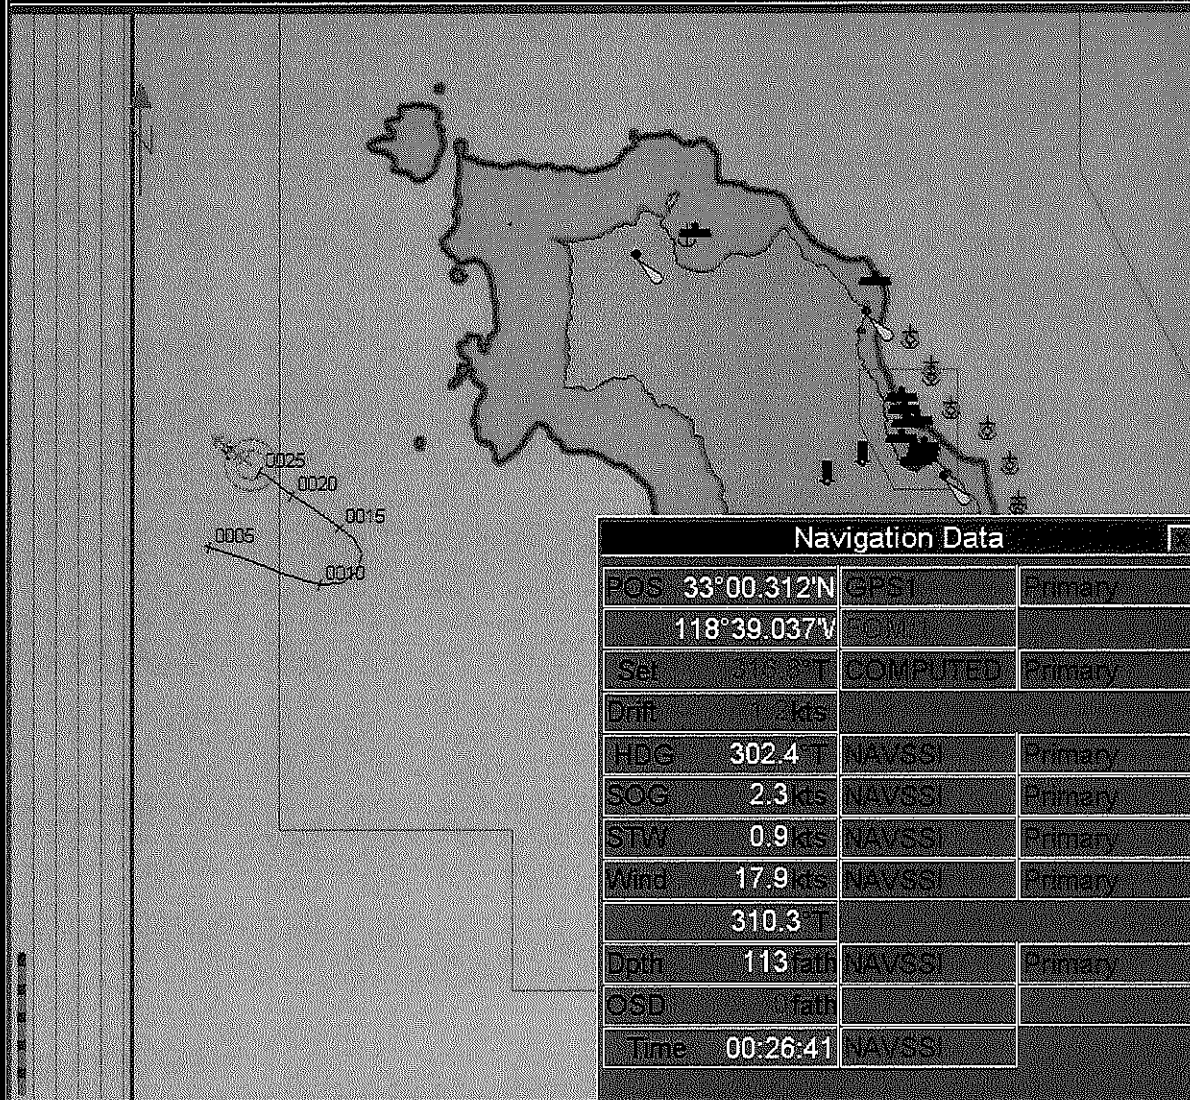 N
0025
0020
0015
0005
0010
Navigation Data
POS 33°00.312'N GPS1 Primary
118°39.037'W
Set °T COMPUTED Primary
Drift kts
HDG 302.4°T NAVSSI Primary
SOG 2.3 kts NAVSSI Primary
STW 0.9 kts NAVSSI Primary
Wind 17.9 kts NAVSSI Primary
310.3°T
Dpth 113 fath NAVSSI Primary
OSD 0 fath
Time 00:26:41 NAVSSI